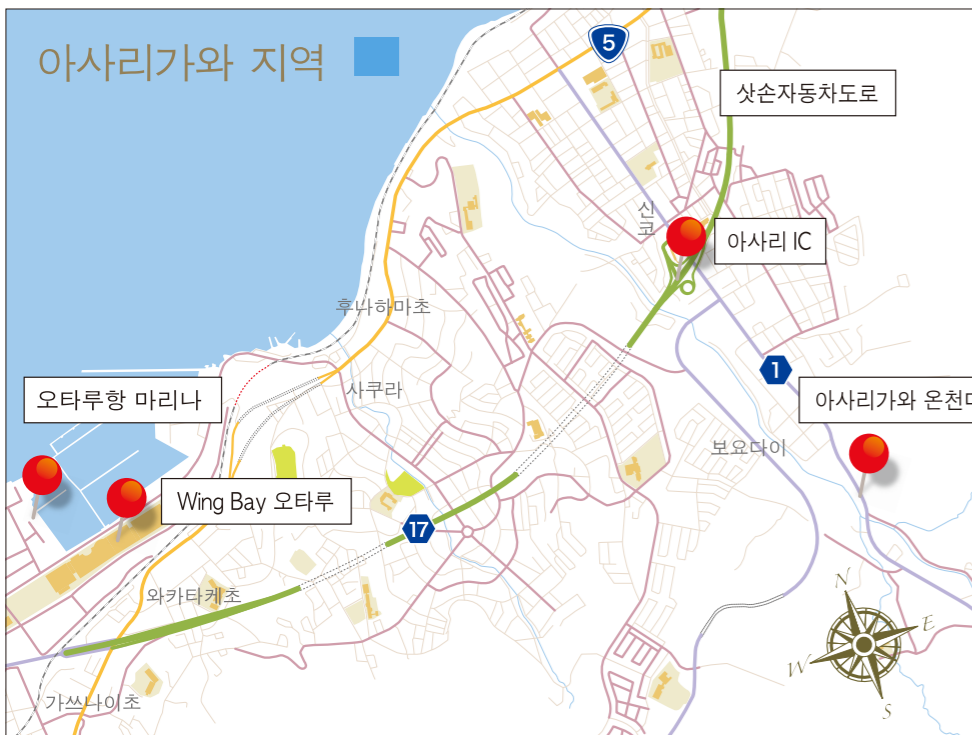 아사리가와 지역
5
삿손자동차도로
신코
아사리 IC
후나하마초
오타루항 마리나
사쿠라
1
아사리가와 온천
보요다이
Wing Bay 오타루
17
와카타케초
가쓰나이초
N
E
W
S